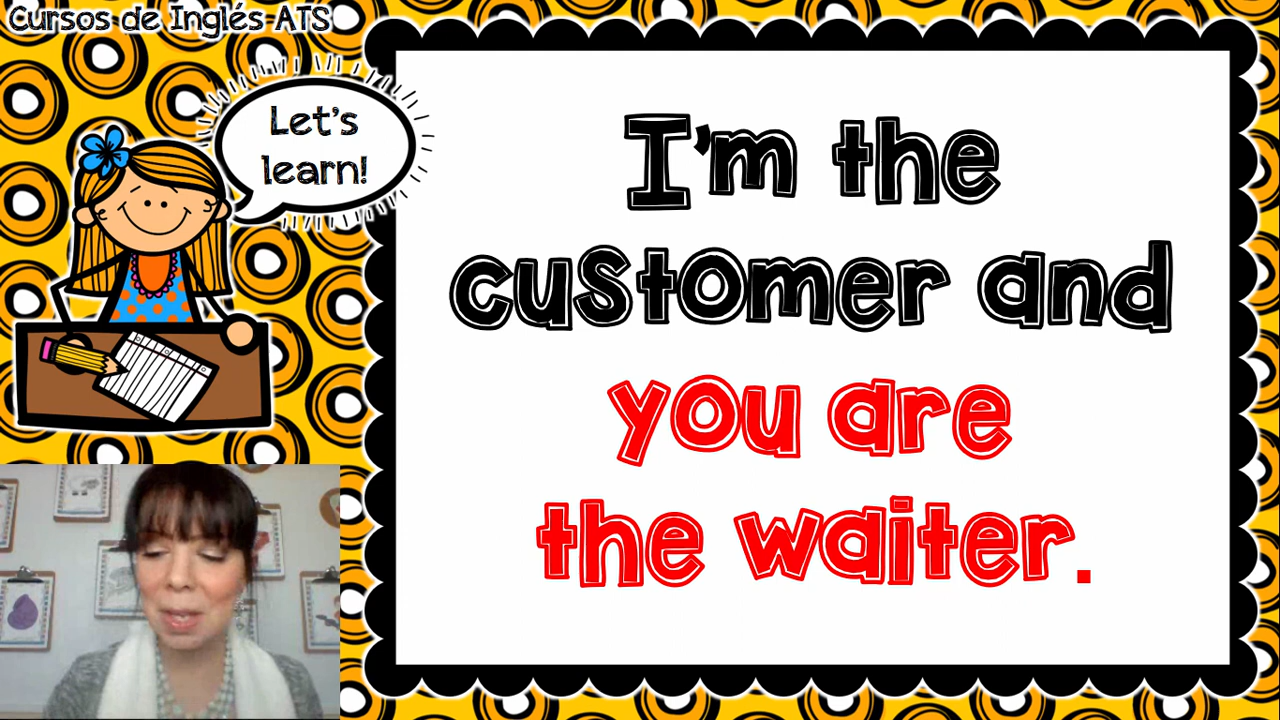 Cursos de Inglés ATS
Let's
learn!
I'm the
customer and
you are
the waiter.